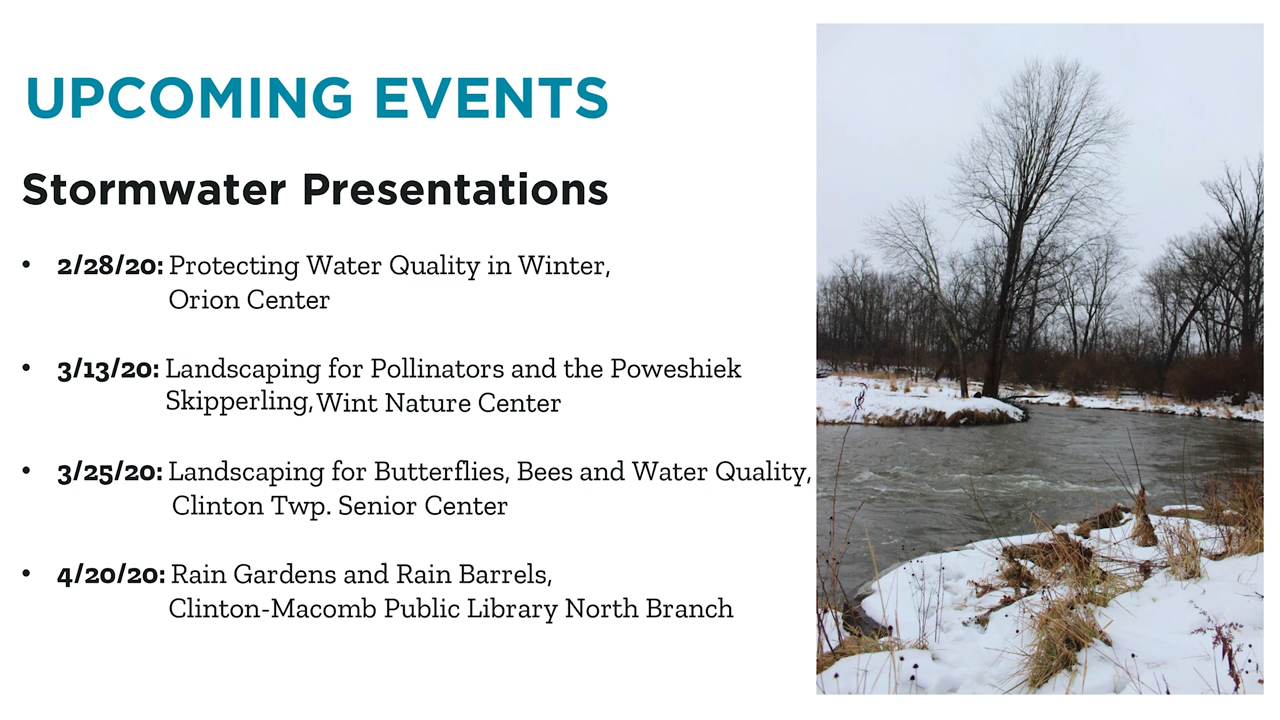 UPCOMING EVENTS
Stormwater Presentations
• 2/28/20: Protecting Water Quality in Winter,
Orion Center
• 3/13/20: Landscaping for Pollinators and the Poweshiek
Skipperling, Wint Nature Center
• 3/25/20: Landscaping for Butterflies, Bees and Water Quality,
Clinton Twp. Senior Center
• 4/20/20: Rain Gardens and Rain Barrels,
Clinton-Macomb Public Library North Branch